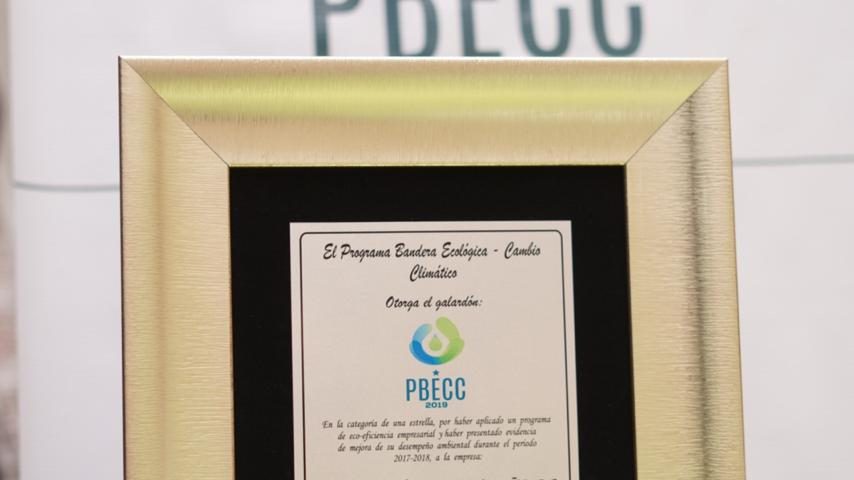 PBECC
El Programa Bandera Ecológica - Cambio
Climático
Otorga el galardón:
PBECC
2019
En la categoría de una estrella, por haber aplicado un programa
de eco-eficiencia empresarial y haber presentado evidencia
de mejora de su desempeño ambiental durante el periodo
2017-2018, a la empresa: